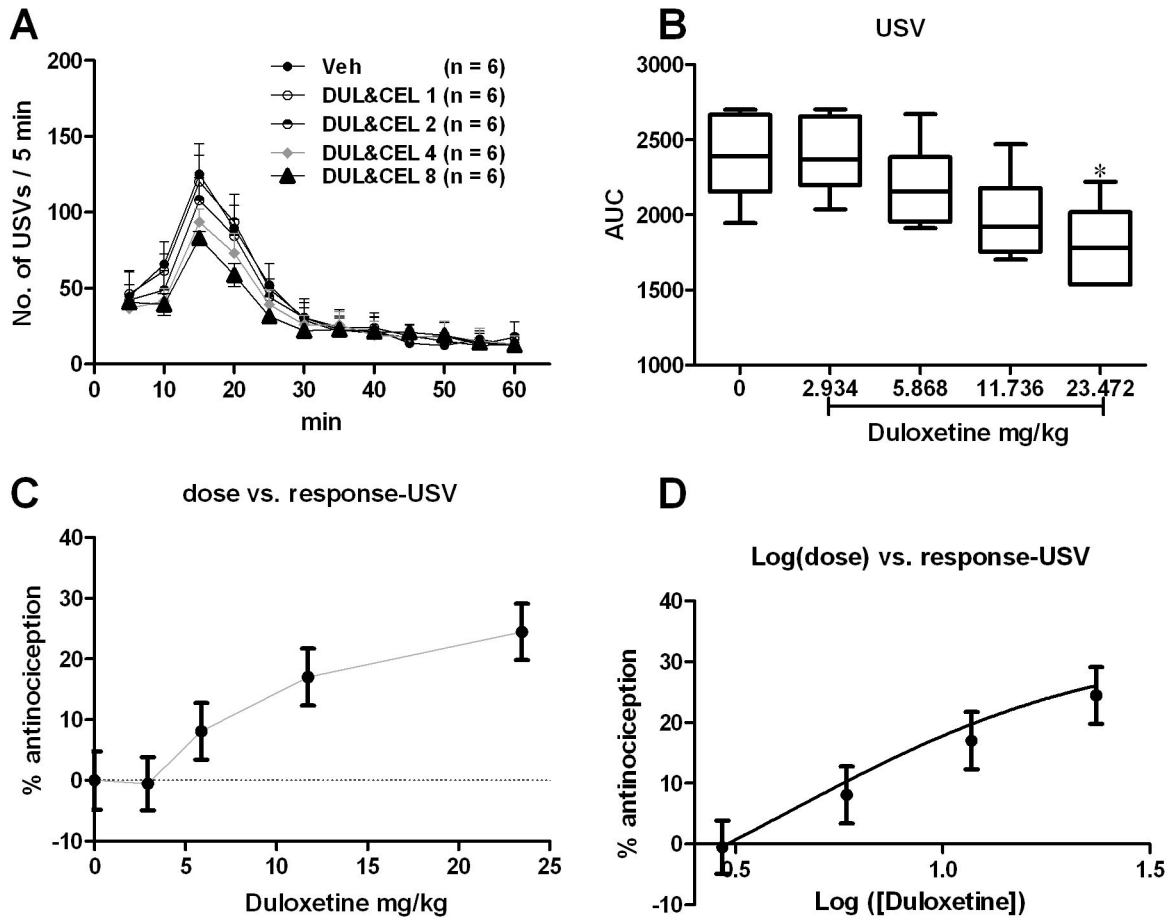 A
No. of USVs / 5 min
200
150
100
50
0
0 10 20 30 40 50 60
min
Veh (n = 6)
DUL&CEL 1 (n = 6)
DUL&CEL 2 (n = 6)
DUL&CEL 4 (n = 6)
DUL&CEL 8 (n = 6)
B
USV
AUC
3000
2500
2000
1500
1000
*
0 2.934 5.868 11.736 23.472
Duloxetine mg/kg
C
dose vs. response-USV
% antinociception
40
30
20
10
0
-10
0 5 10 15 20 25
Duloxetine mg/kg
D
Log(dose) vs. response-USV
% antinociception
40
30
20
10
0
-10
0.5 1.0 1.5
Log ([Duloxetine])